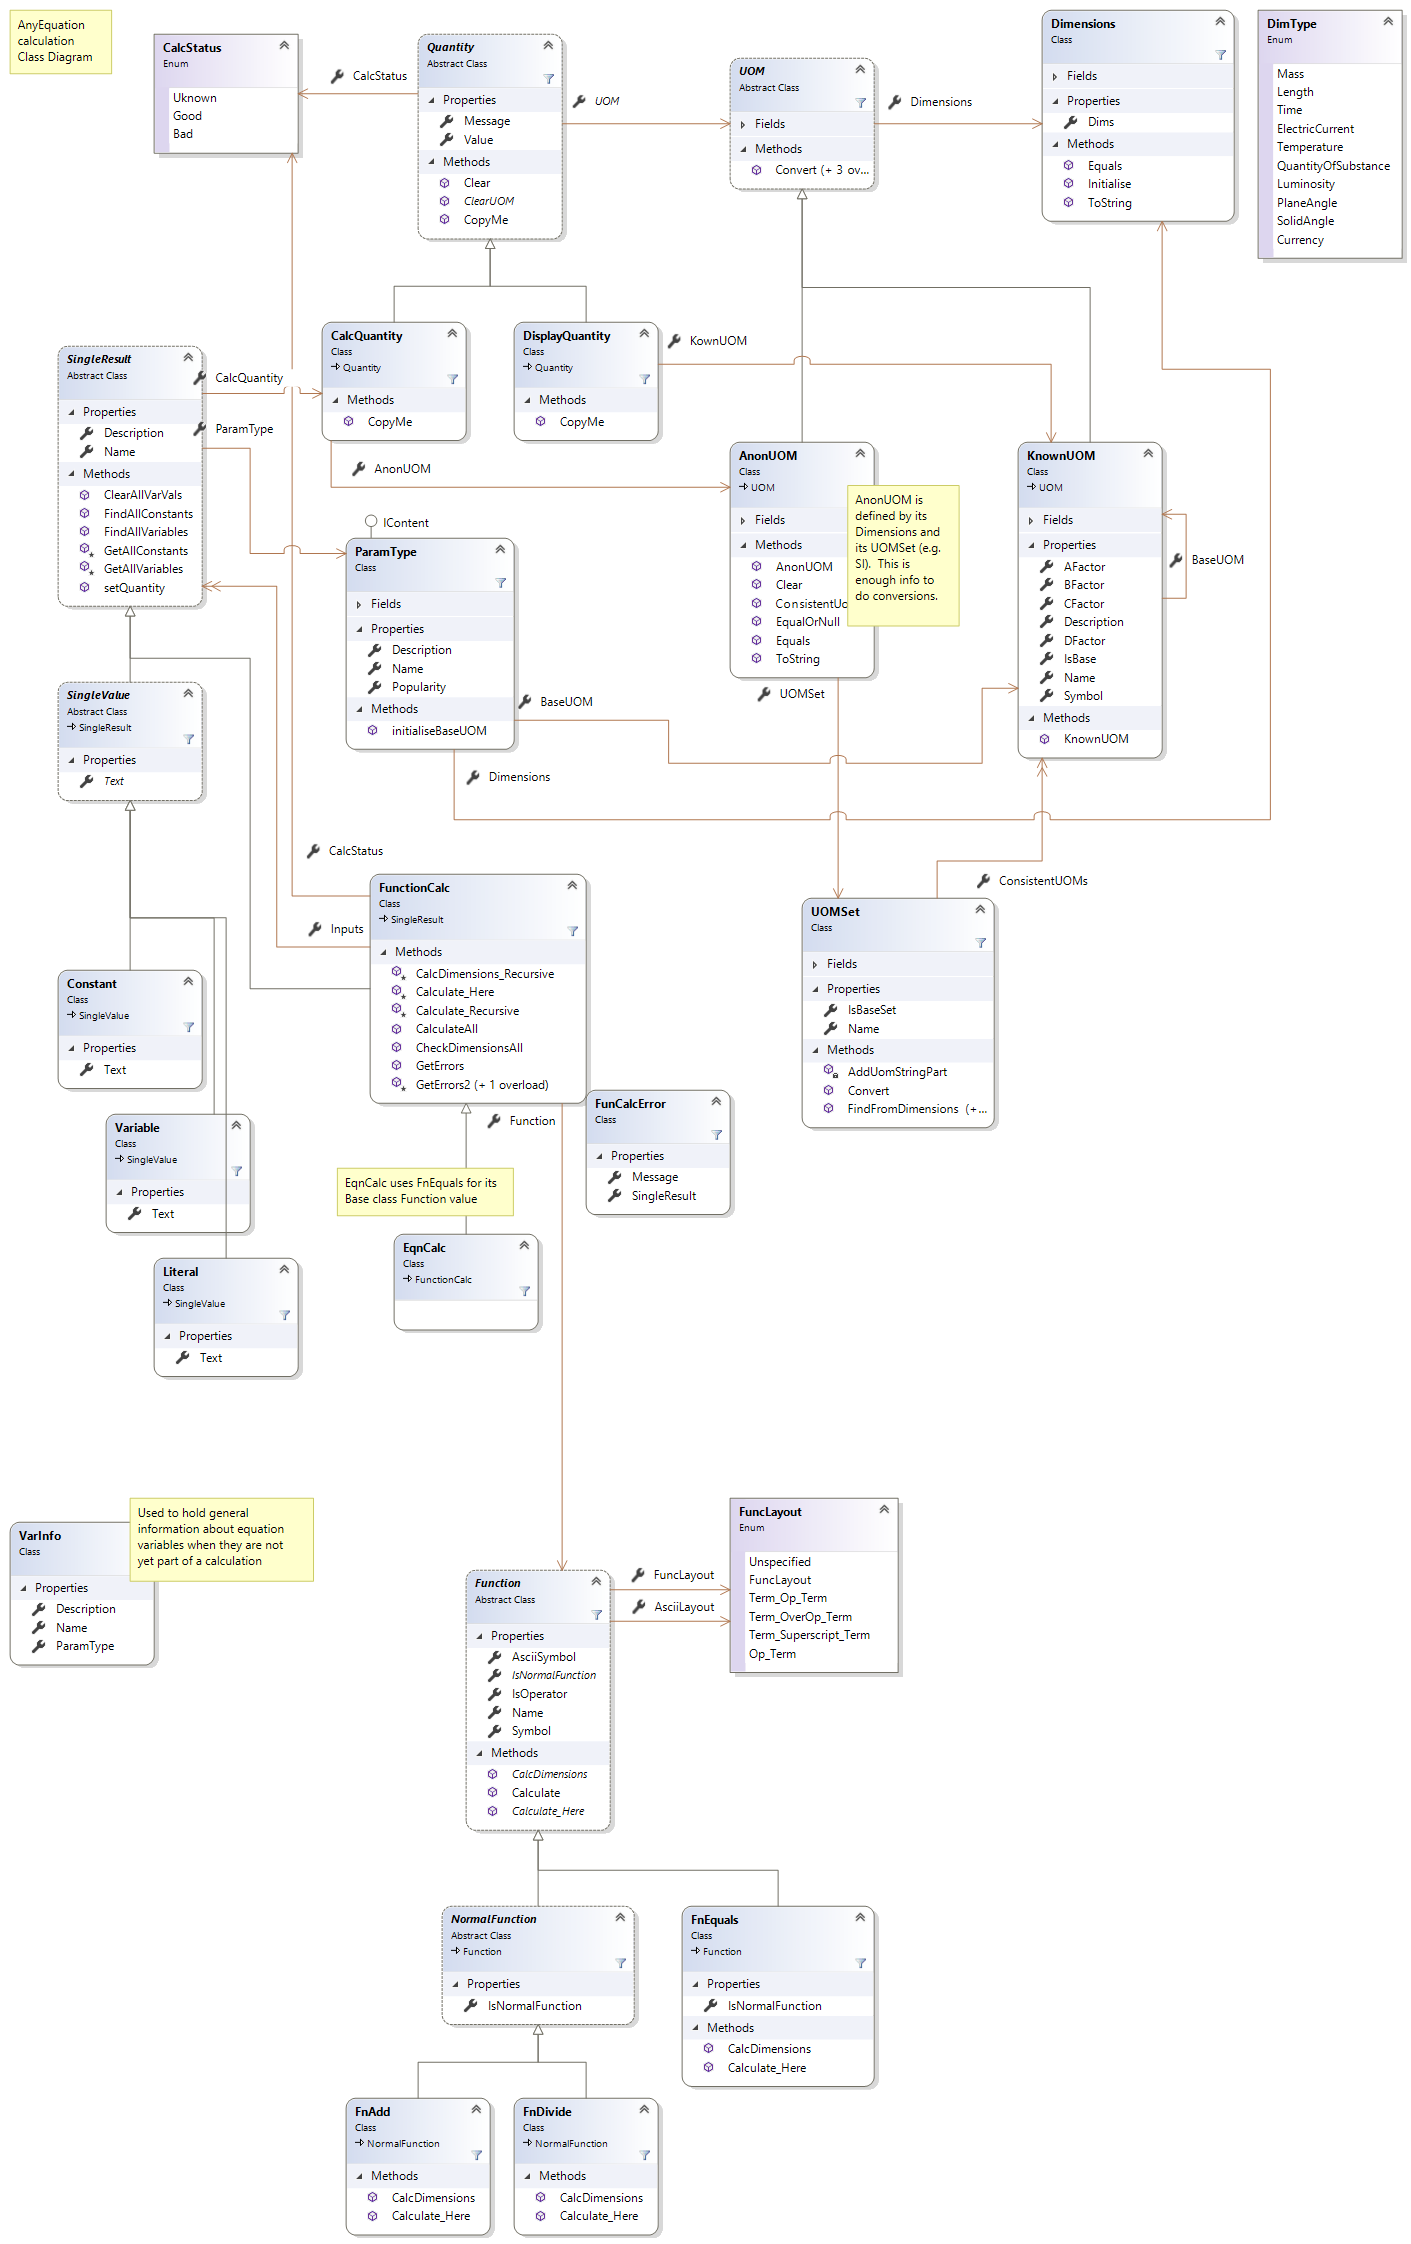 AnyEquation
calculation
Class Diagram
CalcStatus
Enum
Uknown
Good
Bad
CalcStatus
Quantity
Abstract Class
Properties
Message
Value
Methods
Clear
ClearUOM
CopyMe
UOM
UOM
Abstract Class
Fields
Methods
Convert (+ 3 ov...
Dimensions
Dimensions
Class
Fields
Properties
Dims
Methods
Equals
Initialise
ToString
DimType
Enum
Mass
Length
Time
ElectricCurrent
Temperature
QuantityOfSubstance
Luminosity
PlaneAngle
SolidAngle
Currency
SingleResult
Abstract Class
Properties
Description
Name
Methods
ClearAllVarVals
FindAllConstants
FindAllVariables
GetAllConstants
GetAllVariables
setQuantity
CalcQuantity
ParamType
CalcQuantity
Class
Quantity
Methods
CopyMe
DisplayQuantity
Class
Quantity
Methods
CopyMe
KownUOM
AnonUOM
IContent
ParamType
Class
Fields
Properties
Description
Name
Popularity
Methods
initialiseBaseUOM
BaseUOM
Dimensions
AnonUOM
Class
UOM
Fields
Methods
AnonUOM
Clear
ConsistentUo
EqualOrNull
Equals
ToString
AnonUOM is
defined by its
Dimensions and
its UOMSet (e.g.
SI).  This is
enough info to
do conversions.
UOMSet
KnownUOM
Class
UOM
Fields
Properties
AFactor
BFactor
CFactor
Description
DFactor
IsBase
Name
Symbol
Methods
KnownUOM
BaseUOM
SingleValue
Abstract Class
SingleResult
Properties
Text
CalcStatus
Inputs
FunctionCalc
Class
SingleResult
Methods
CalcDimensions_Recursive
Calculate_Here
Calculate_Recursive
CalculateAll
CheckDimensionsAll
GetErrors
GetErrors2 (+ 1 overload)
ConsistentUOMs
UOMSet
Class
Fields
Properties
IsBaseSet
Name
Methods
AddUomStringPart
Convert
FindFromDimensions (+...
Constant
Class
SingleValue
Properties
Text
Variable
Class
SingleValue
Properties
Text
Literal
Class
SingleValue
Properties
Text
Function
FunCalcError
Class
Properties
Message
SingleResult
EqnCalc uses FnEquals for its
Base class Function value
EqnCalc
Class
FunctionCalc
VarInfo
Class
Properties
Description
Name
ParamType
Used to hold general
information about equation
variables when they are not
yet part of a calculation
Function
Abstract Class
Properties
AsciiSymbol
IsNormalFunction
IsOperator
Name
Symbol
Methods
CalcDimensions
Calculate
Calculate_Here
FuncLayout
AsciiLayout
FuncLayout
Enum
Unspecified
FuncLayout
Term_Op_Term
Term_OverOp_Term
Term_Superscript_Term
Op_Term
NormalFunction
Abstract Class
Function
Properties
IsNormalFunction
FnEquals
Class
Function
Properties
IsNormalFunction
Methods
CalcDimensions
Calculate_Here
FnAdd
Class
NormalFunction
Methods
CalcDimensions
Calculate_Here
FnDivide
Class
NormalFunction
Methods
CalcDimensions
Calculate_Here